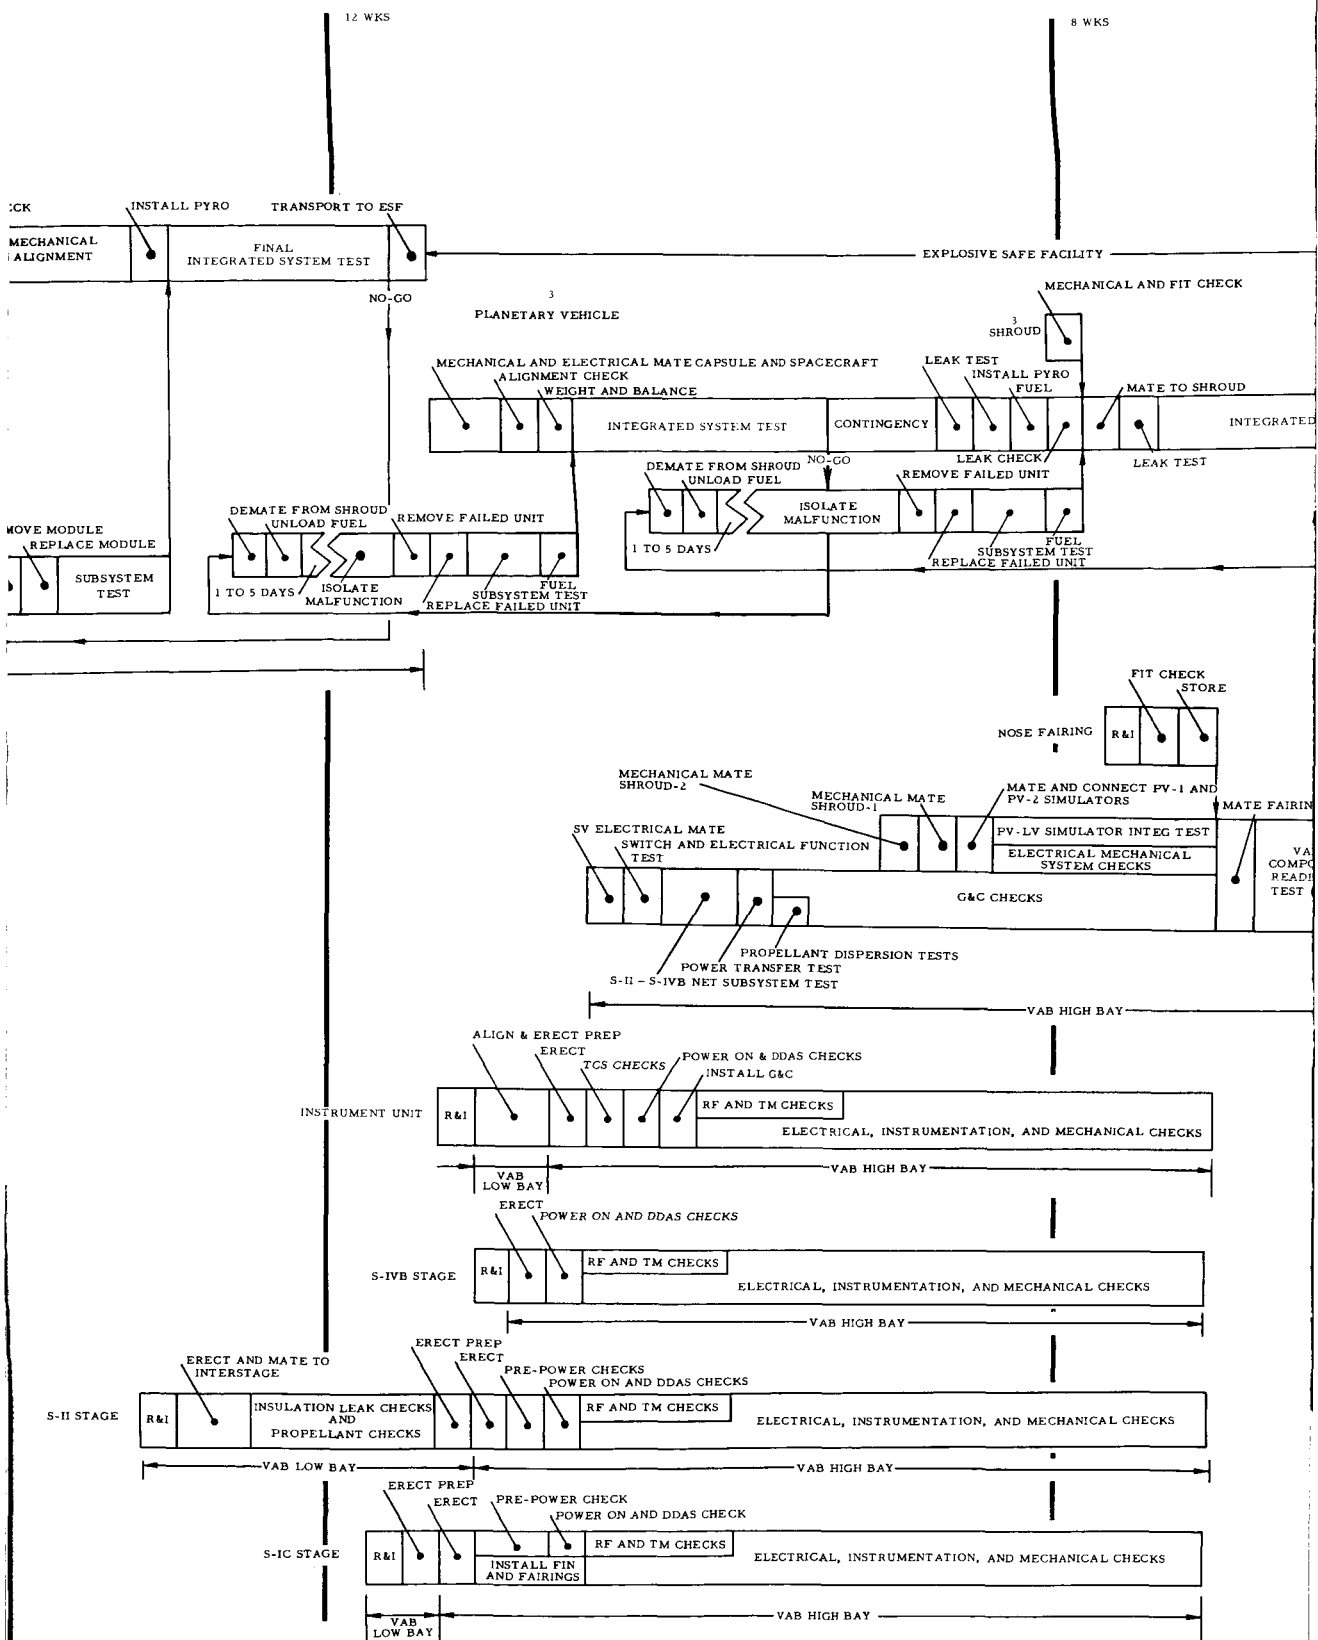 12 WKS
8 WKS
:CK
INSTALL PYRO
TRANSPORT TO ESF
MECHANICAL
ALIGNMENT
FINAL
INTEGRATED SYSTEM TEST
EXPLOSIVE SAFE FACILITY
NO-GO
3
PLANETARY VEHICLE
MECHANICAL AND FIT CHECK
3
SHROUD
MECHANICAL AND ELECTRICAL MATE CAPSULE AND SPACECRAFT
ALIGNMENT CHECK
WEIGHT AND BALANCE
LEAK TEST
INSTALL PYRO
FUEL
MATE TO SHROUD
INTEGRATED SYSTEM TEST
CONTINGENCY
INTEGRATED
LEAK CHECK
LEAK TEST
NO-GO
DEMATE FROM SHROUD
UNLOAD FUEL
REMOVE FAILED UNIT
ISOLATE
MALFUNCTION
1 TO 5 DAYS
FUEL
SUBSYSTEM TEST
REPLACE FAILED UNIT
DEMATE FROM SHROUD
UNLOAD FUEL
REMOVE FAILED UNIT
MOVE MODULE
REPLACE MODULE
SUBSYSTEM
TEST
1 TO 5 DAYS
ISOLATE
MALFUNCTION
FUEL
SUBSYSTEM TEST
REPLACE FAILED UNIT
FIT CHECK
STORE
NOSE FAIRING
R&I
MECHANICAL MATE
SHROUD-2
MECHANICAL MATE
SHROUD-1
MATE AND CONNECT PV-1 AND
PV-2 SIMULATORS
MATE FAIRIN
SV ELECTRICAL MATE
SWITCH AND ELECTRICAL FUNCTION
TEST
PV-LV SIMULATOR INTEG TEST
ELECTRICAL MECHANICAL
SYSTEM CHECKS
VA
COMPO
READI
TEST
G&C CHECKS
PROPELLANT DISPERSION TESTS
POWER TRANSFER TEST
S-II - S-IVB NET SUBSYSTEM TEST
VAB HIGH BAY
ALIGN & ERECT PREP
ERECT
TCS CHECKS
POWER ON & DDAS CHECKS
INSTALL G&C
INSTRUMENT UNIT
R&I
RF AND TM CHECKS
ELECTRICAL, INSTRUMENTATION, AND MECHANICAL CHECKS
VAB
LOW BAY
VAB HIGH BAY
ERECT
POWER ON AND DDAS CHECKS
S-IVB STAGE
R&I
RF AND TM CHECKS
ELECTRICAL, INSTRUMENTATION, AND MECHANICAL CHECKS
VAB HIGH BAY
ERECT AND MATE TO
INTERSTAGE
ERECT PREP
ERECT
PRE-POWER CHECKS
POWER ON AND DDAS CHECKS
S-II STAGE
R&I
INSULATION LEAK CHECKS
AND
PROPELLANT CHECKS
RF AND TM CHECKS
ELECTRICAL, INSTRUMENTATION, AND MECHANICAL CHECKS
VAB LOW BAY
VAB HIGH BAY
ERECT PREP
ERECT
PRE-POWER CHECK
POWER ON AND DDAS CHECK
S-IC STAGE
R&I
INSTALL FIN
AND FAIRINGS
RF AND TM CHECKS
ELECTRICAL, INSTRUMENTATION, AND MECHANICAL CHECKS
VAB
LOW BAY
VAB HIGH BAY